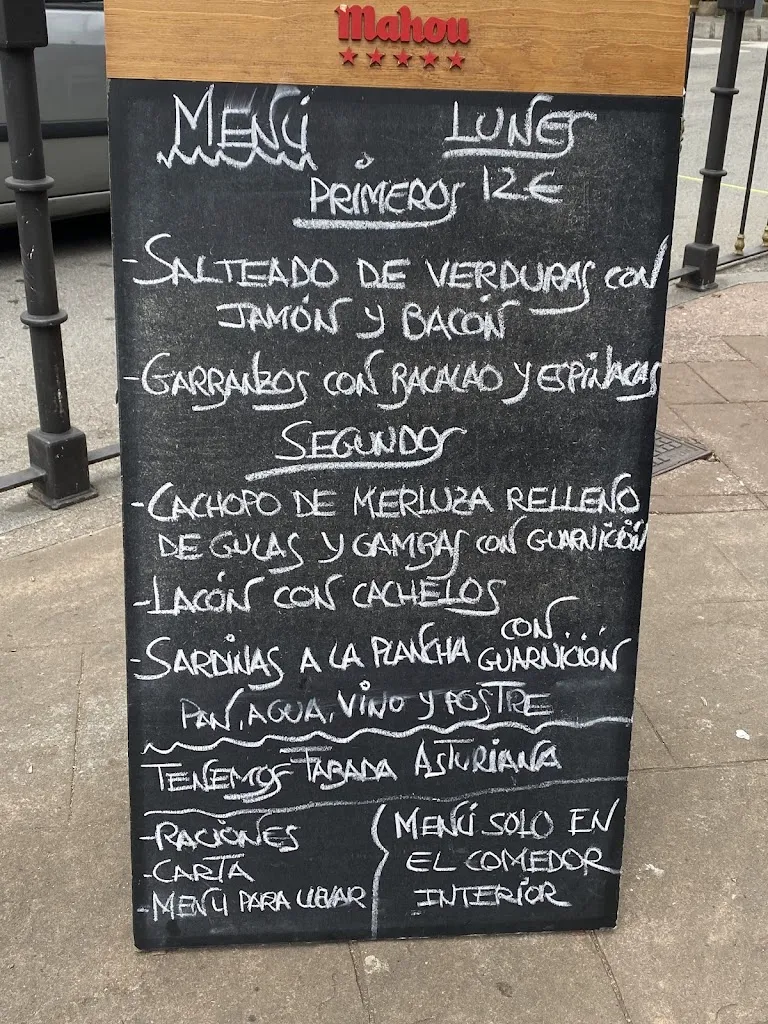 Mahou
MENÚ LUNES
PRIMEROS 12€
-SALTEADO DE VERDURAS CON
JAMÓN Y BACÓN
-GARBANZOS CON BACALAO Y ESPINACAS
SEGUNDOS
-CACHOPO DE MERLUZA RELLENO
DE GULAS Y GAMBAS CON GUARNICIÓN
-LACÓN CON CACHELOS
-SARDINAS A LA PLANCHA CON
GUARNICIÓN
PAN, AGUA, VINO Y POSTRE
TENEMOS FABADA ASTURIANA
-RACIONES
-CARTA
-MENÚ PARA LLEVAR
MENÚ SOLO EN
EL COMEDOR
INTERIOR